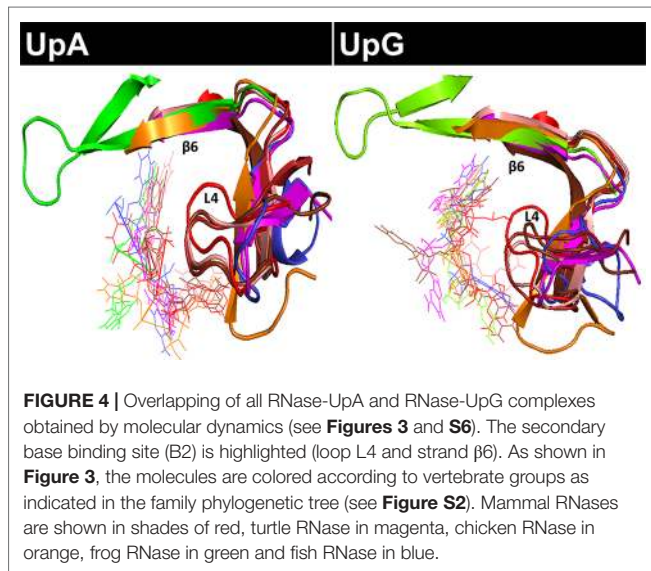 UpA
UpG
β6
L4
β6
L4
FIGURE 4 | Overlapping of all RNase-UpA and RNase-UpG complexes
obtained by molecular dynamics (see Figures 3 and S6). The secondary
base binding site (B2) is highlighted (loop L4 and strand β6). As shown in
Figure 3, the molecules are colored according to vertebrate groups as
indicated in the family phylogenetic tree (see Figure S2). Mammal RNases
are shown in shades of red, turtle RNase in magenta, chicken RNase in
orange, frog RNase in green and fish RNase in blue.